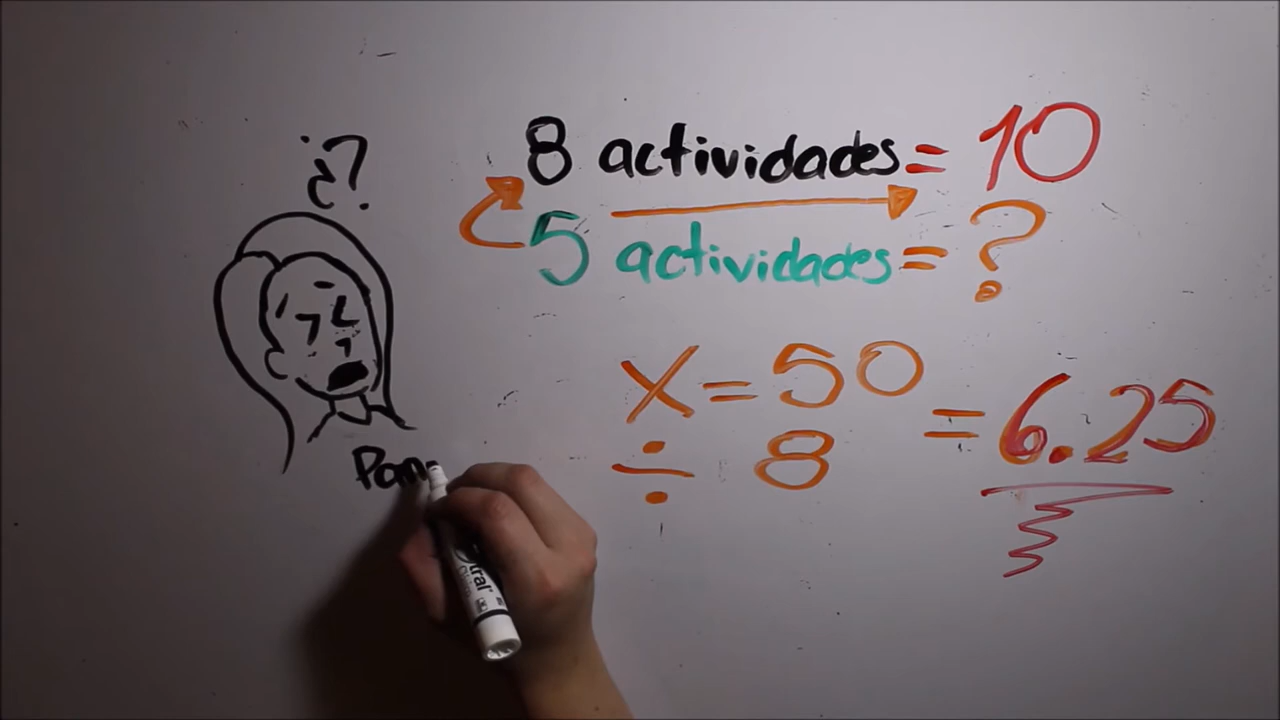 ¿?
8 actividades = 10
5 actividades = ?
x = 50
÷ 8
= 6.25